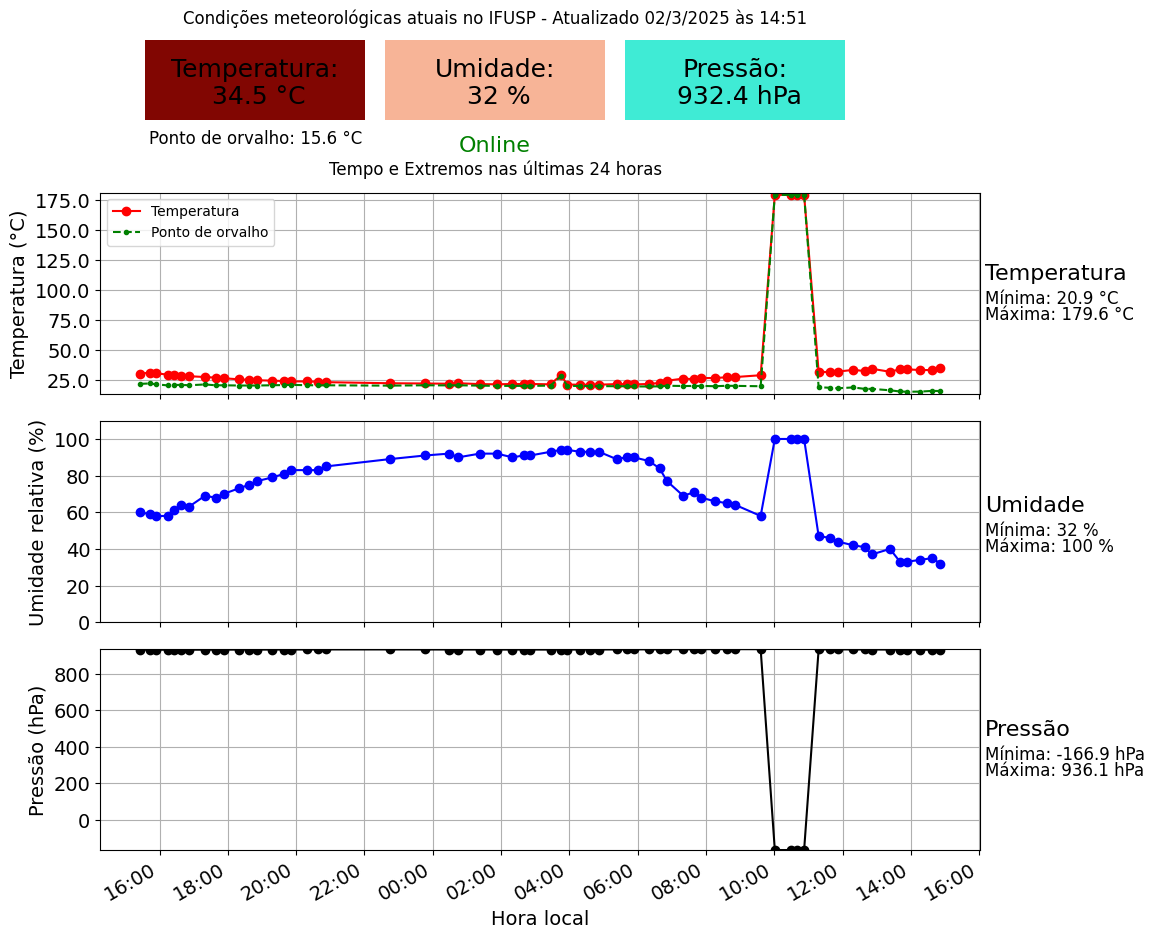 Condições meteorológicas atuais no IFUSP - Atualizado 02/3/2025 às 14:51
Temperatura:
34.5 °C
Umidade:
32 %
Pressão:
932.4 hPa
Ponto de orvalho: 15.6 °C
Online
Tempo e Extremos nas últimas 24 horas
Temperatura (°C)
175.0
150.0
125.0
100.0
75.0
50.0
25.0
Temperatura
Ponto de orvalho
Temperatura
Mínima: 20.9 °C
Máxima: 179.6 °C
Umidade relativa (%)
100
80
60
40
20
0
Umidade
Mínima: 32 %
Máxima: 100 %
Pressão (hPa)
800
600
400
200
0
Pressão
Mínima: -166.9 hPa
Máxima: 936.1 hPa
16:00 18:00 20:00 22:00 00:00 02:00 04:00 06:00 08:00 10:00 12:00 14:00 16:00
Hora local